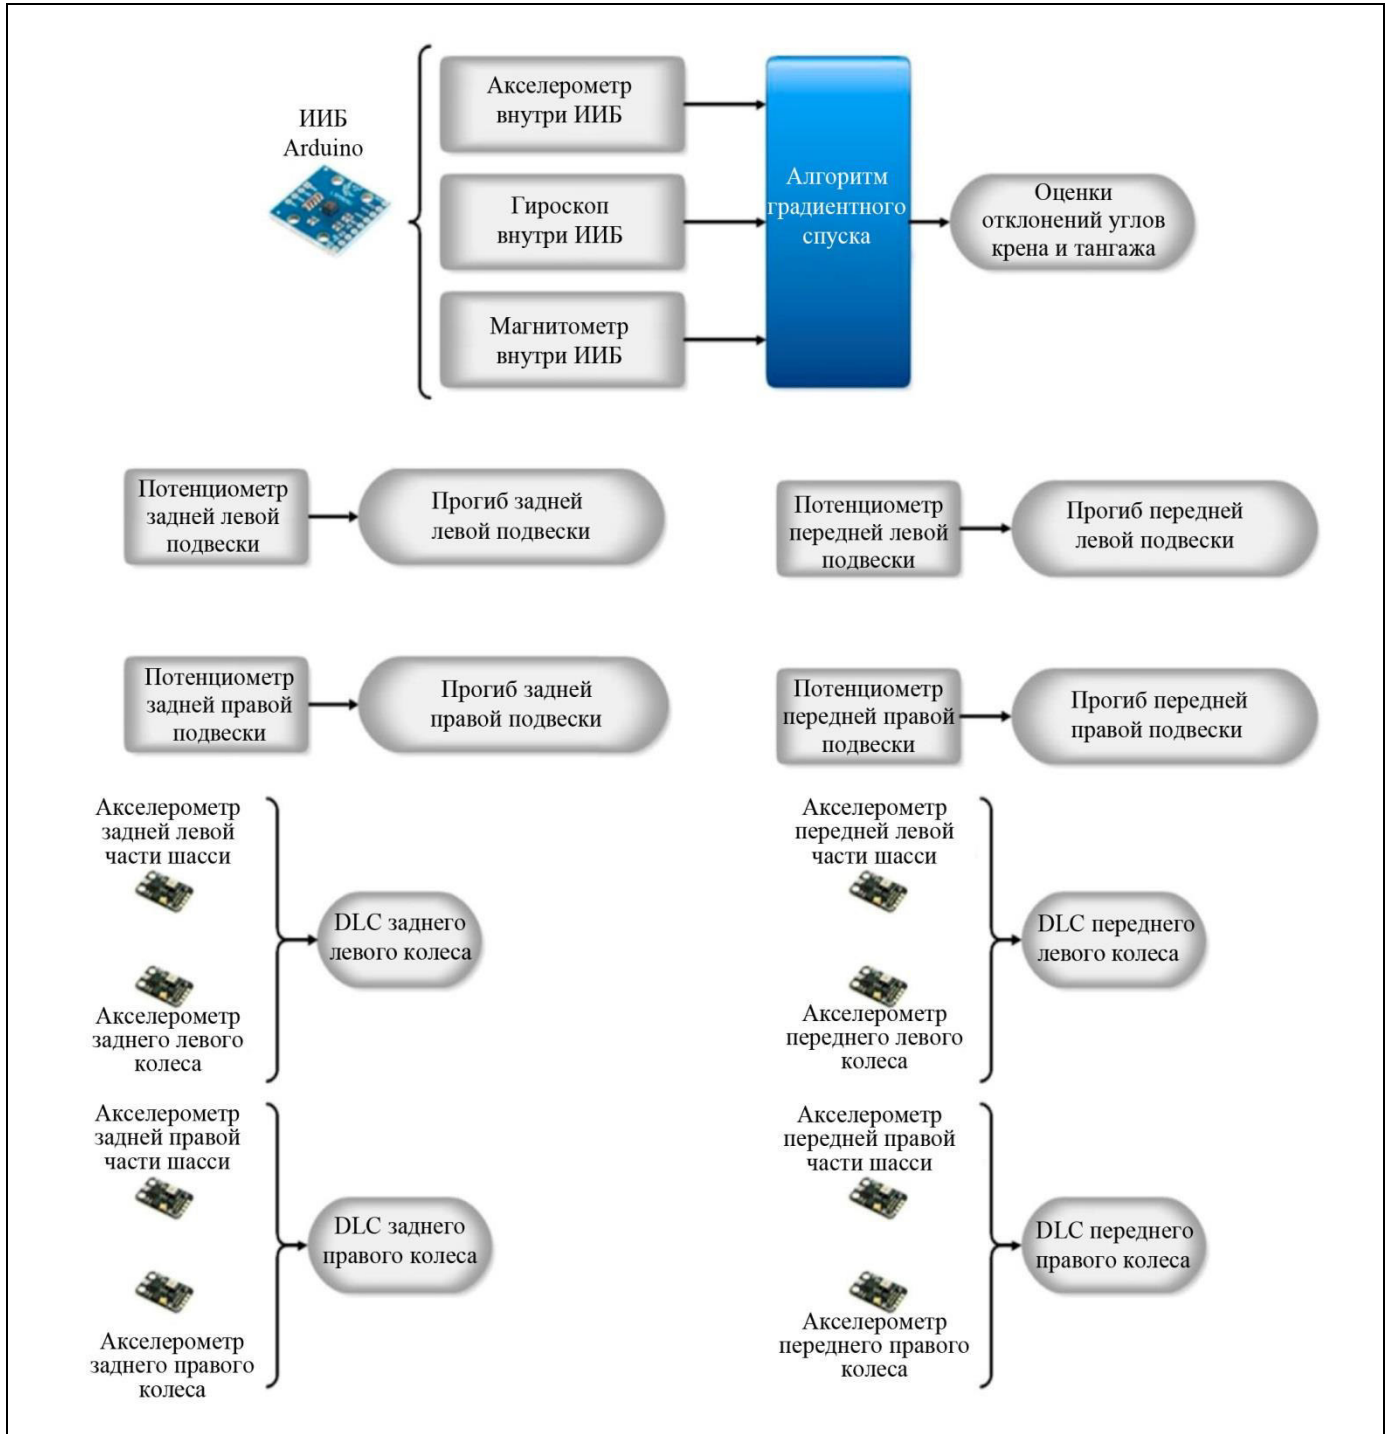 ИИБ
Arduino
Акселерометр
внутри ИИБ
Гироскоп
внутри ИИБ
Магнитометр
внутри ИИБ
Алгоритм
градиентного
спуска
Оценки
отклонений углов
крена и тангажа
Потенциометр
задней левой
подвески
Прогиб задней
левой подвески
Потенциометр
передней левой
подвески
Прогиб передней
левой подвески
Потенциометр
задней правой
подвески
Прогиб задней
правой подвески
Потенциометр
передней правой
подвески
Прогиб передней
правой подвески
Акселерометр
задней левой
части шасси
DLC заднего
левого колеса
Акселерометр
заднего левого
колеса
Акселерометр
передней левой
части шасси
DLC переднего
левого колеса
Акселерометр
переднего левого
колеса
Акселерометр
задней правой
части шасси
DLC заднего
правого колеса
Акселерометр
заднего правого
колеса
Акселерометр
передней правой
части шасси
DLC переднего
правого колеса
Акселерометр
переднего правого
колеса